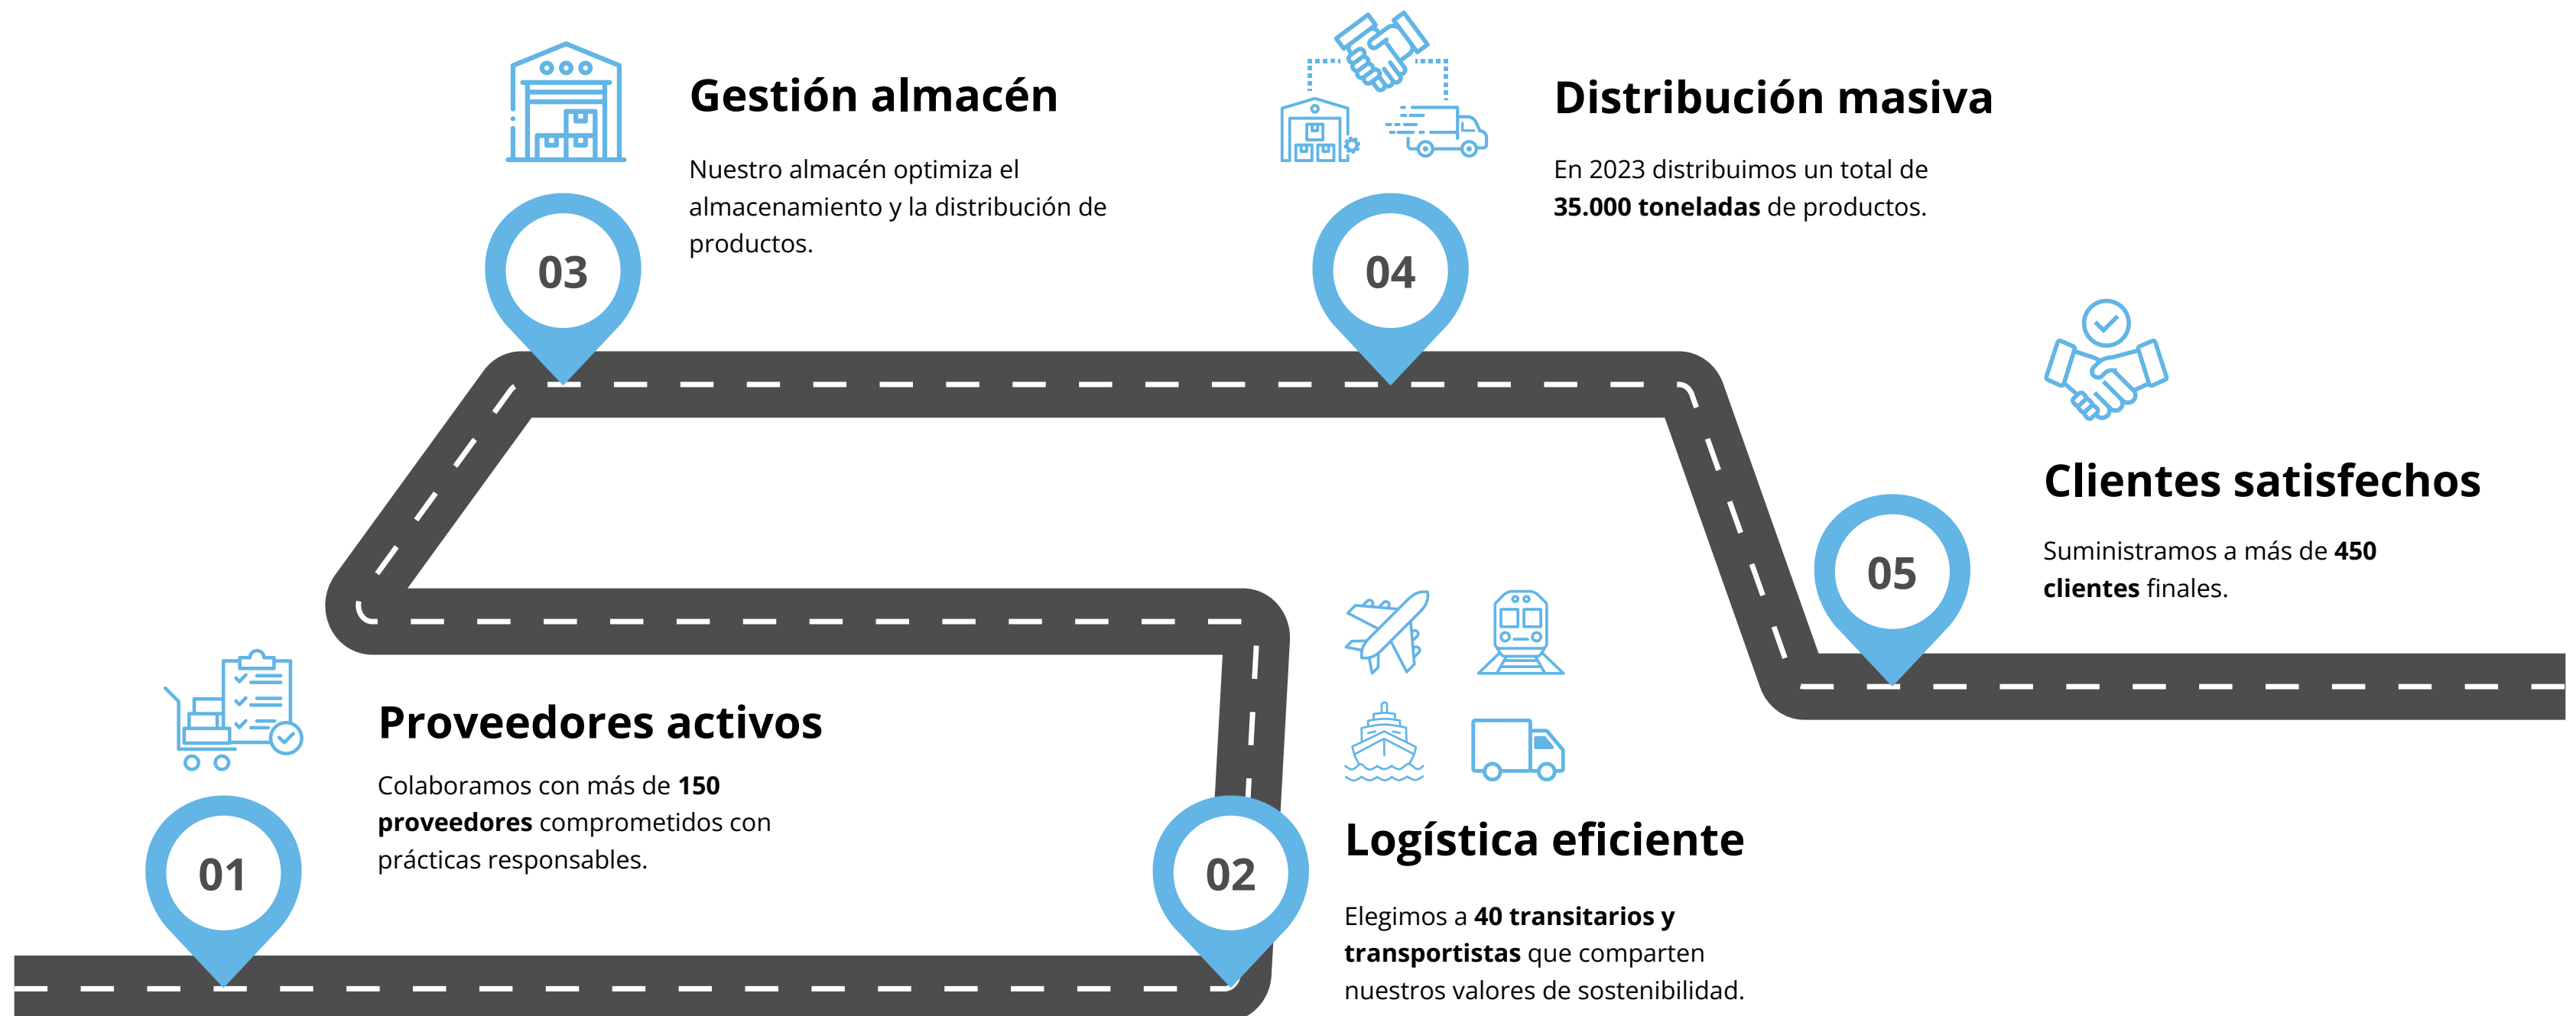 Gestión almacén
Nuestro almacén optimiza el
almacenamiento y la distribución de
productos.
03
Distribución masiva
En 2023 distribuimos un total de
35.000 toneladas de productos.
04
Clientes satisfechos
Suministramos a más de 450
clientes finales.
05
Proveedores activos
Colaboramos con más de 150
proveedores comprometidos con
prácticas responsables.
01
Logística eficiente
Elegimos a 40 transitarios y
transportistas que comparten
nuestros valores de sostenibilidad.
02